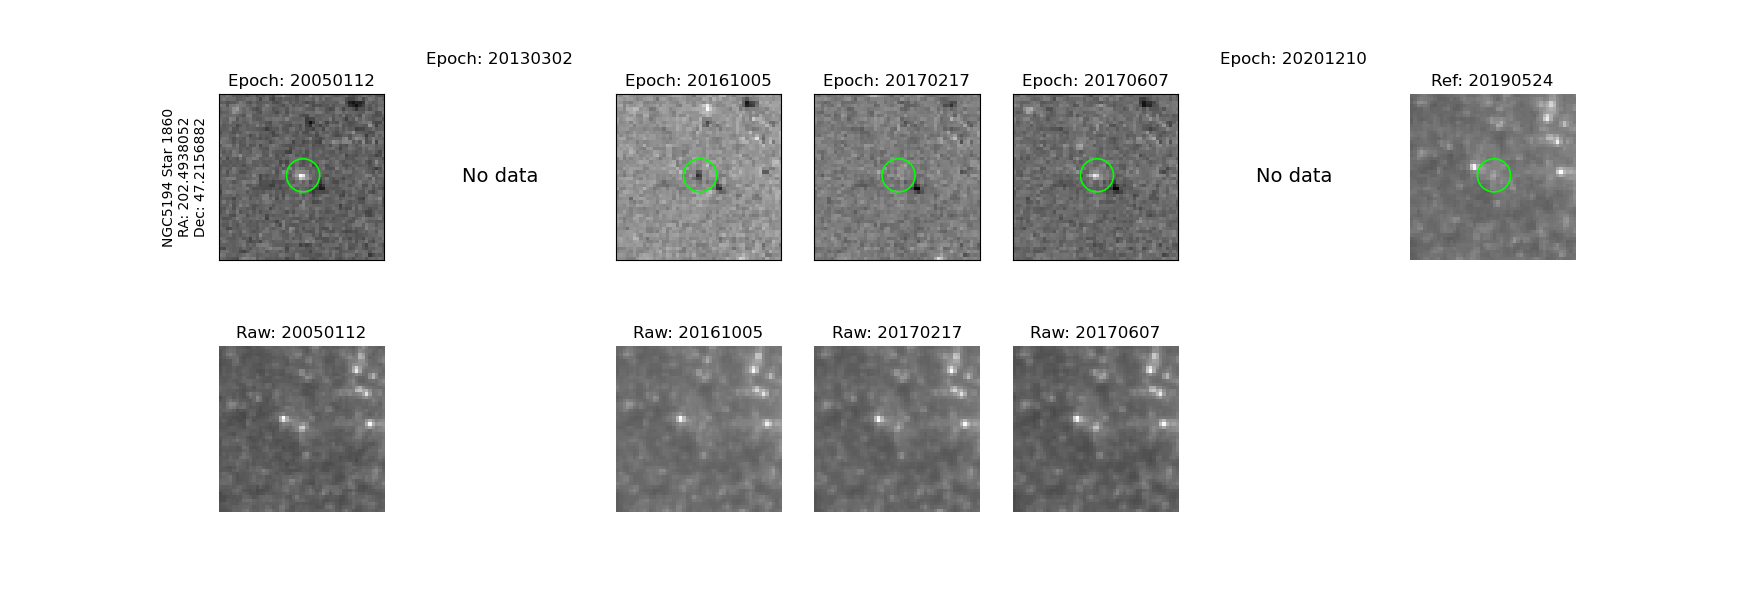 Epoch: 20130302
Epoch: 20201210
Epoch: 20050112
Epoch: 20161005
Epoch: 20170217
Epoch: 20170607
Ref: 20190524
NGC5194 Star 1860
RA: 202.4938052
Dec: 47.2156882
No data
No data
Raw: 20050112
Raw: 20161005
Raw: 20170217
Raw: 20170607